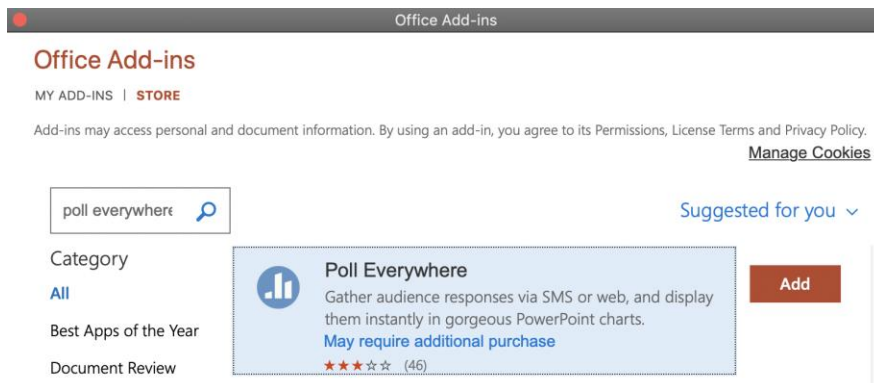 Office Add-ins
Office Add-ins
MY ADD-INS | STORE
Add-ins may access personal and document information. By using an add-in, you agree to its Permissions, License Terms and Privacy Policy.
Manage Cookies
poll everywhere
Suggested for you
Category
All
Best Apps of the Year
Document Review
Poll Everywhere
Gather audience responses via SMS or web, and display
them instantly in gorgeous PowerPoint charts.
May require additional purchase
★★★☆☆ (46)
Add